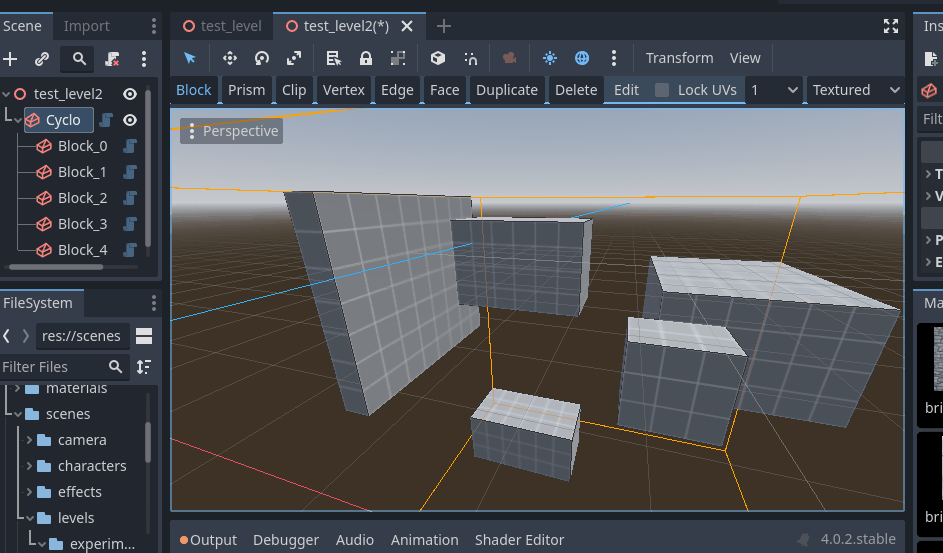 Scene Import
test_level2
Cyclo
Block_0
Block_1
Block_2
Block_3
Block_4
FileSystem
res://scenes
Filter Files
materials
scenes
camera
characters
effects
levels
experim...
test_level test_level2(*)
Transform View
Block Prism Clip Vertex Edge Face Duplicate Delete Edit Lock UVs 1 Textured
Perspective
Output Debugger Audio Animation Shader Editor 4.0.2.stable
Ins
Filt
T
V
P
E
Ma
bri
bri